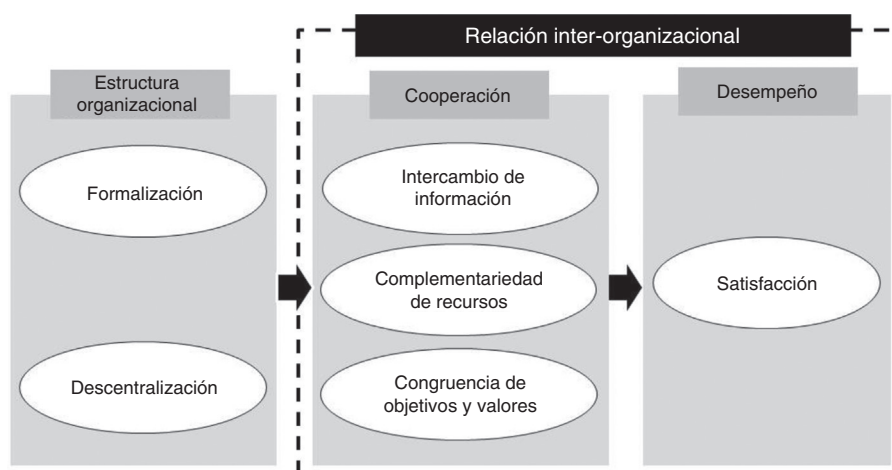 Relación inter-organizacional
Estructura
organizacional
Formalización
Descentralización
Cooperación
Intercambio de
información
Complementariedad
de recursos
Congruencia de
objetivos y valores
Desempeño
Satisfacción